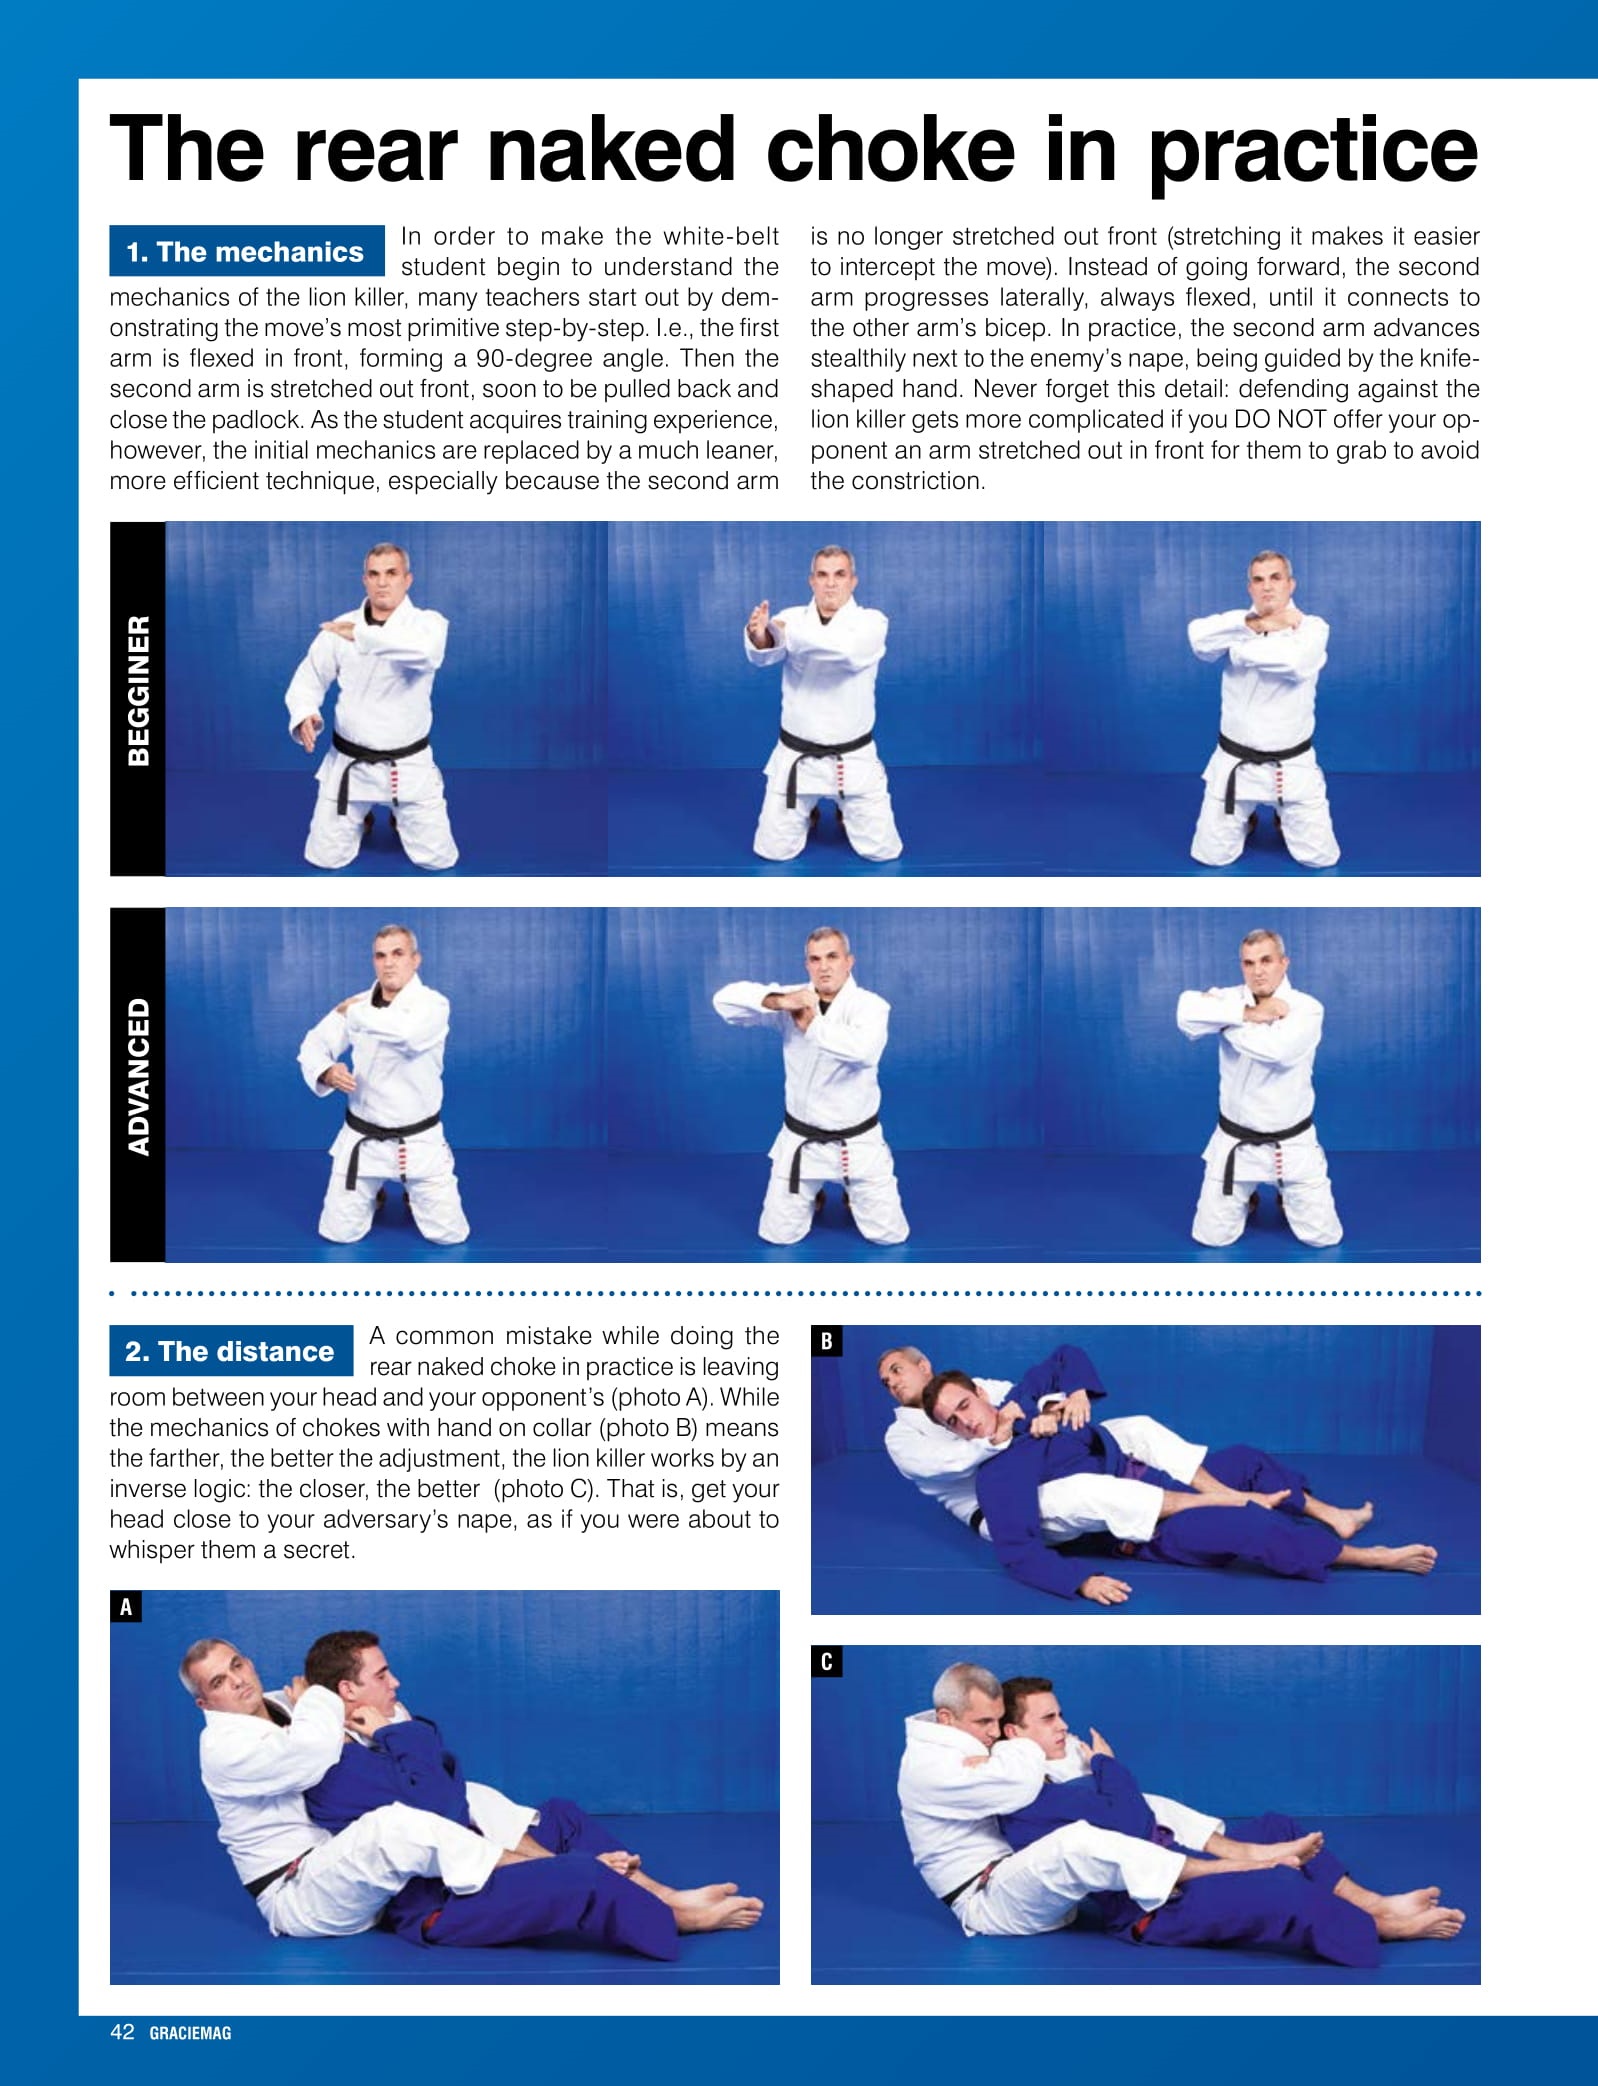 The rear naked choke in practice
1. The mechanics
In order to make the white-belt
student begin to understand the
mechanics of the lion killer, many teachers start out by dem-
onstrating the move's most primitive step-by-step. I.e., the first
arm is flexed in front, forming a 90-degree angle. Then the
second arm is stretched out front, soon to be pulled back and
close the padlock. As the student acquires training experience,
however, the initial mechanics are replaced by a much leaner,
more efficient technique, especially because the second arm
is no longer stretched out front (stretching it makes it easier
to intercept the move). Instead of going forward, the second
arm progresses laterally, always flexed, until it connects to
the other arm's bicep. In practice, the second arm advances
stealthily next to the enemy's nape, being guided by the knife-
shaped hand. Never forget this detail: defending against the
lion killer gets more complicated if you DO NOT offer your op-
ponent an arm stretched out in front for them to grab to avoid
the constriction.
BEGGINER
ADVANCED
2. The distance
A common mistake while doing the
rear naked choke in practice is leaving
room between your head and your opponent's (photo A). While
the mechanics of chokes with hand on collar (photo B) means
the farther, the better the adjustment, the lion killer works by an
inverse logic: the closer, the better (photo C). That is, get your
head close to your adversary's nape, as if you were about to
whisper them a secret.
A
B
C
42 GRACIEMAG